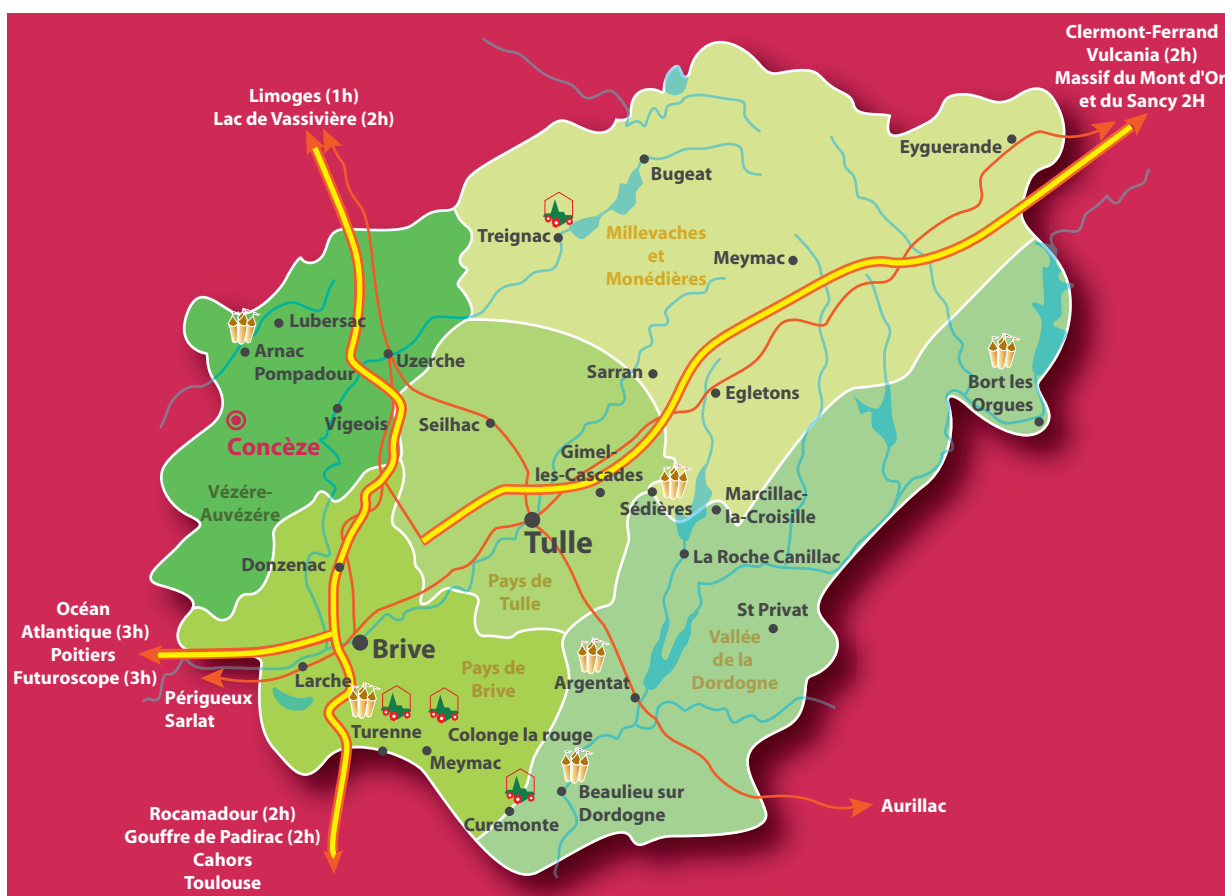 Clermont-Ferrand
Vulcania (2h)
Massif du Mont d'Or
et du Sancy 2H
Limoges (1h)
Lac de Vassivière (2h)
Eyguerande
Bugeat
Treignac
Millevaches
et
Monédières
Meymac
Lubersac
Arnac
Pompadour
Uzerche
Sarran
Egletons
Bort les
Orgues
Concèze
Vigeois
Seilhac
Gimel-
les-Cascades
Vézére-
Auvézére
Sédières
Marcillac-
la-Croisille
Tulle
La Roche Canillac
Donzenac
Pays de
Tulle
St Privat
Océan
Atlantique (3h)
Poitiers
Futuroscope (3h)
Brive
Vallée
de la
Dordogne
Larche
Pays de
Brive
Argentat
Périgueux
Sarlat
Turenne
Colonge la rouge
Meymac
Beaulieu sur
Dordogne
Curemonte
Aurillac
Rocamadour (2h)
Gouffre de Padirac (2h)
Cahors
Toulouse